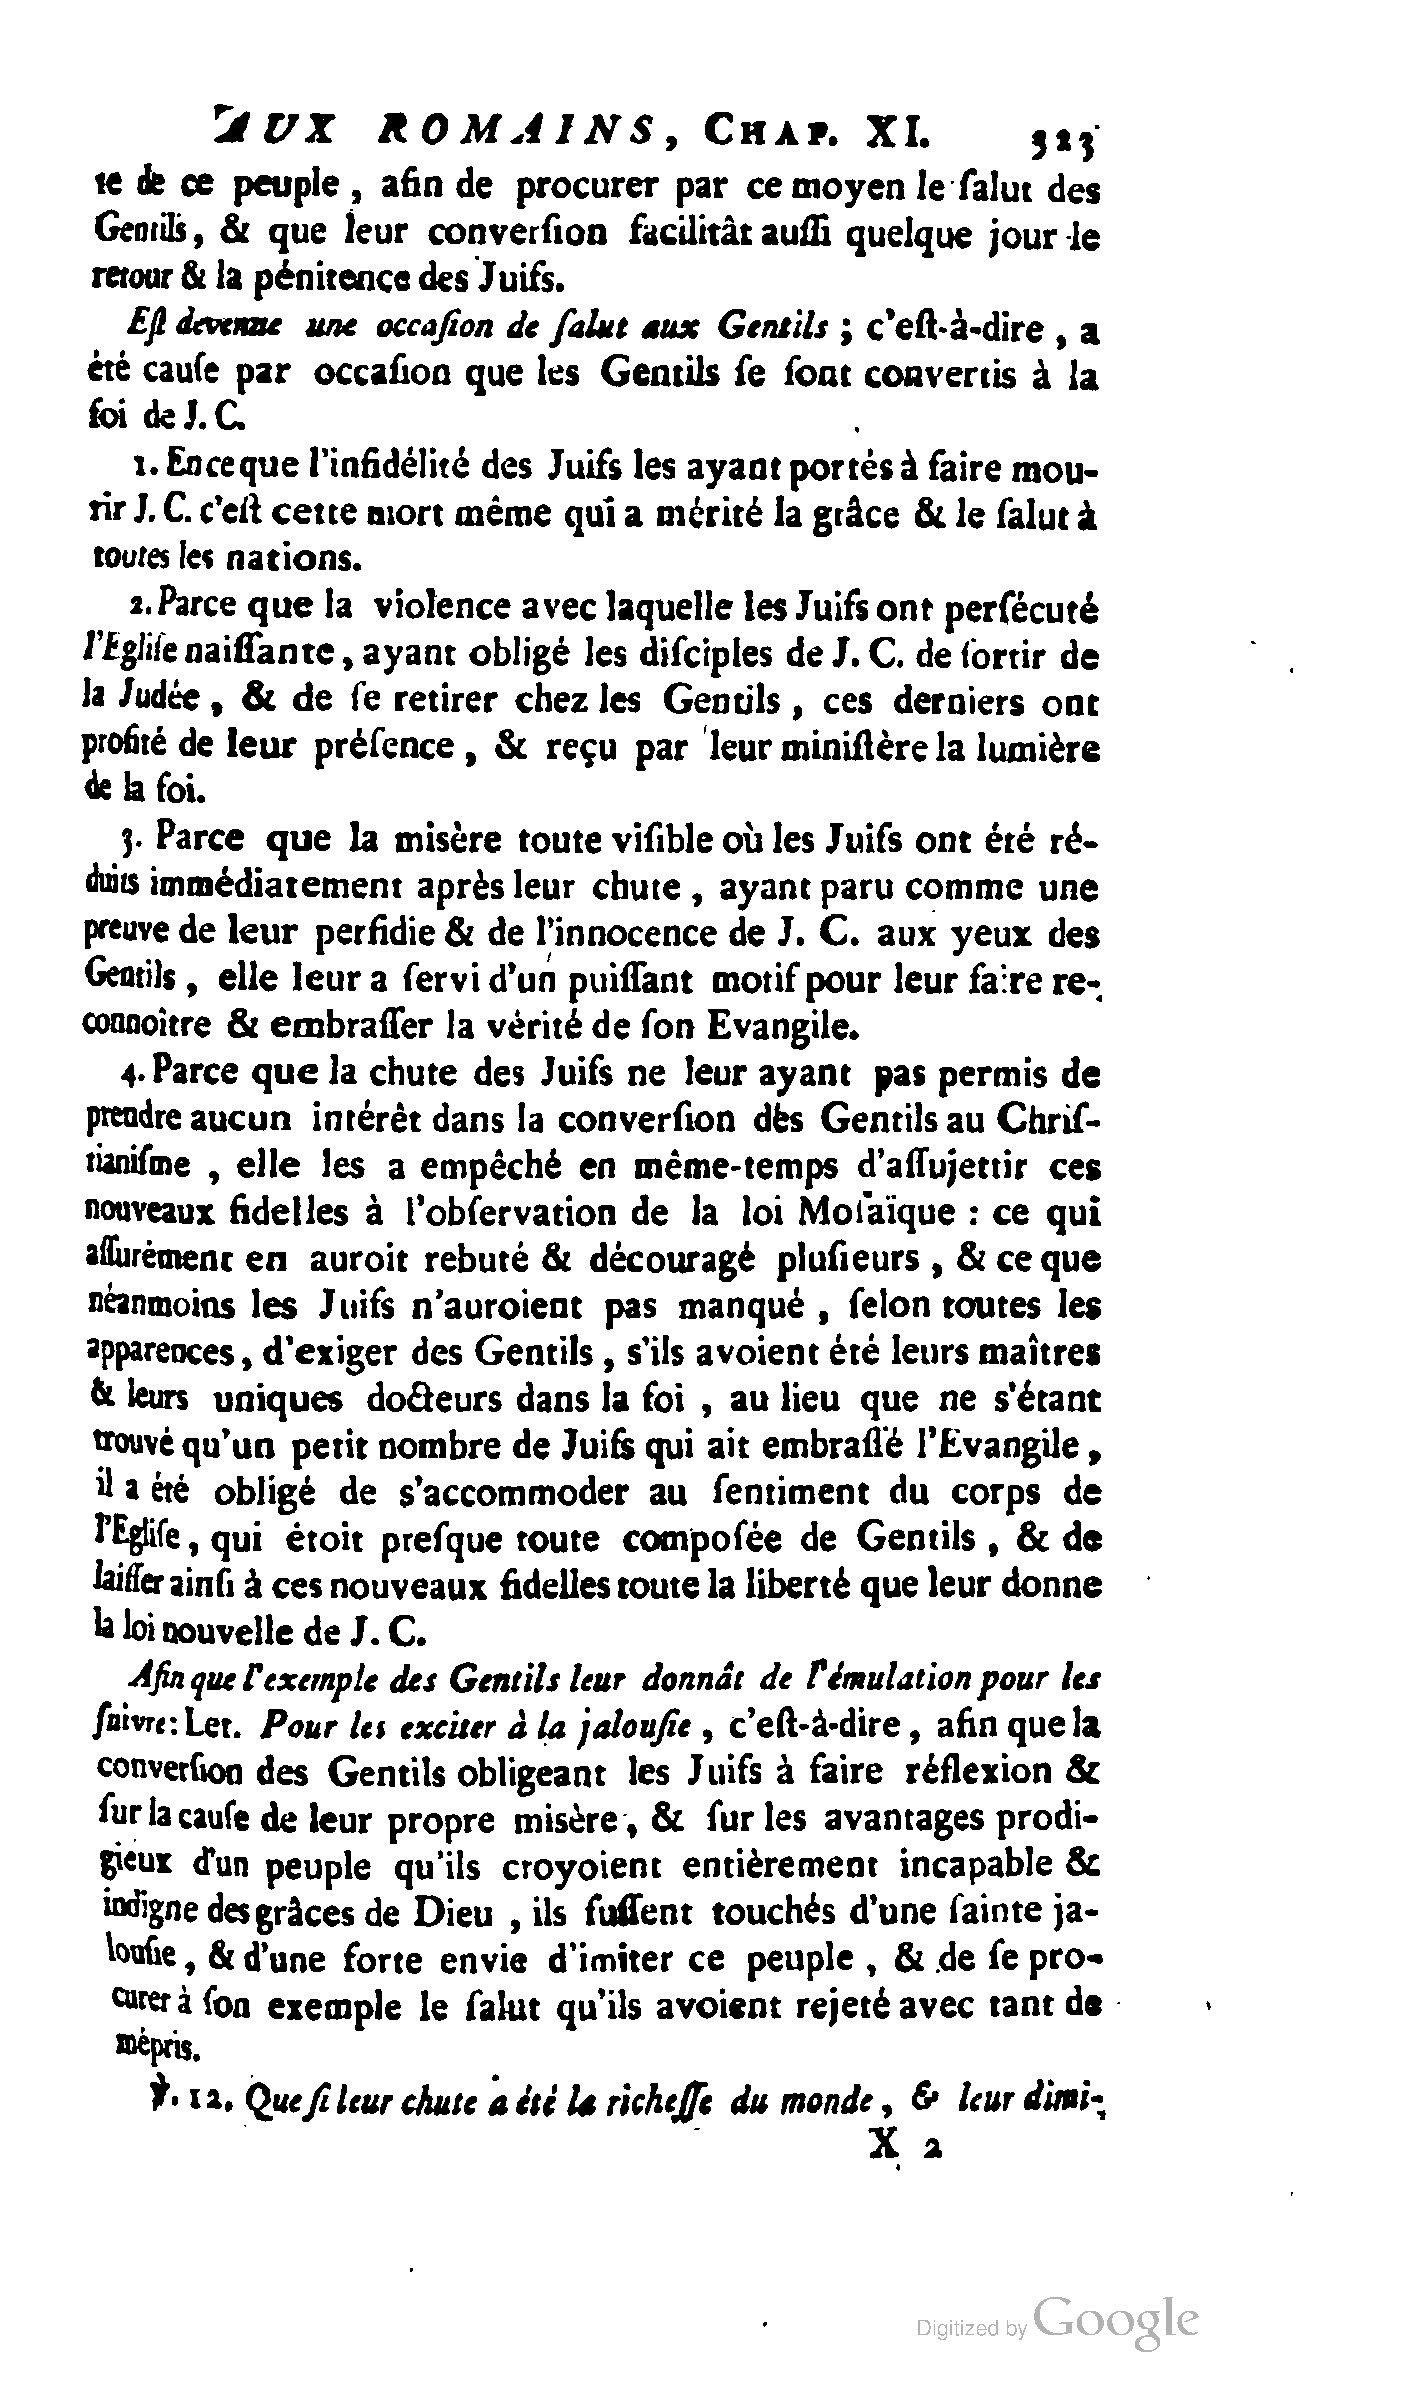 AUX ROMAINS, CHAP. XI. 323
te de ce peuple, afin de procurer par ce moyen le ſalut des
Gentils, & que leur converſion facilitât auſſi quelque jour le
retour & la pénitence des Juifs.
Eſt devenue une occaſion de ſalut aux Gentils ; c'eſt-à-dire, a
été cauſe par occaſion que les Gentils ſe ſont convertis à la
foi de J. C.
1. En ce que l'infidélité des Juifs les ayant portés à faire mou-
rir J. C. c'eſt cette mort même qui a mérité la grâce & le ſalut à
toutes les nations.
2. Parce que la violence avec laquelle les Juifs ont perſécuté
l'Egliſe naiſſante, ayant obligé les diſciples de J. C. de ſortir de
la Judée, & de ſe retirer chez les Gentils, ces derniers ont
profité de leur préſence, & reçu par leur miniſtère la lumière
de la foi.
3. Parce que la misère toute viſible où les Juifs ont été ré-
duits immédiatement après leur chute, ayant paru comme une
preuve de leur perfidie & de l'innocence de J. C. aux yeux des
Gentils, elle leur a ſervi d'un puiſſant motif pour leur faire re-
connoître & embraſſer la vérité de ſon Evangile.
4. Parce que la chute des Juifs ne leur ayant pas permis de
prendre aucun intérêt dans la converſion des Gentils au Chriſ-
tianiſme, elle les a empêché en même-temps d'aſſujettir ces
nouveaux fidelles à l'obſervation de la loi Moſaïque : ce qui
aſſurément en auroit rebuté & découragé pluſieurs, & ce que
néanmoins les Juifs n'auroient pas manqué, ſelon toutes les
apparences, d'exiger des Gentils, s'ils avoient été leurs maîtres
& leurs uniques docteurs dans la foi, au lieu que ne s'étant
trouvé qu'un petit nombre de Juifs qui ait embraſſé l'Evangile,
il a été obligé de s'accommoder au ſentiment du corps de
l'Egliſe, qui étoit preſque toute compoſée de Gentils, & de
laiſſer ainſi à ces nouveaux fidelles toute la liberté que leur donne
la loi nouvelle de J. C.
Afin que l'exemple des Gentils leur donnât de l'émulation pour les
ſuivre : Let. Pour les exciter à la jalouſie, c'eſt-à-dire, afin que la
converſion des Gentils obligeant les Juifs à faire réflexion &
ſur la cauſe de leur propre misère, & ſur les avantages prodi-
gieux d'un peuple qu'ils croyoient entièrement incapable &
indigne des grâces de Dieu, ils fuſſent touchés d'une ſainte ja-
louſie, & d'une forte envie d'imiter ce peuple, & de ſe pro-
curer à ſon exemple le ſalut qu'ils avoient rejeté avec tant de
mépris.
℣. 12. Que ſi leur chute a été la richeſſe du monde, & leur dimi-
X 2
Digitized by Google